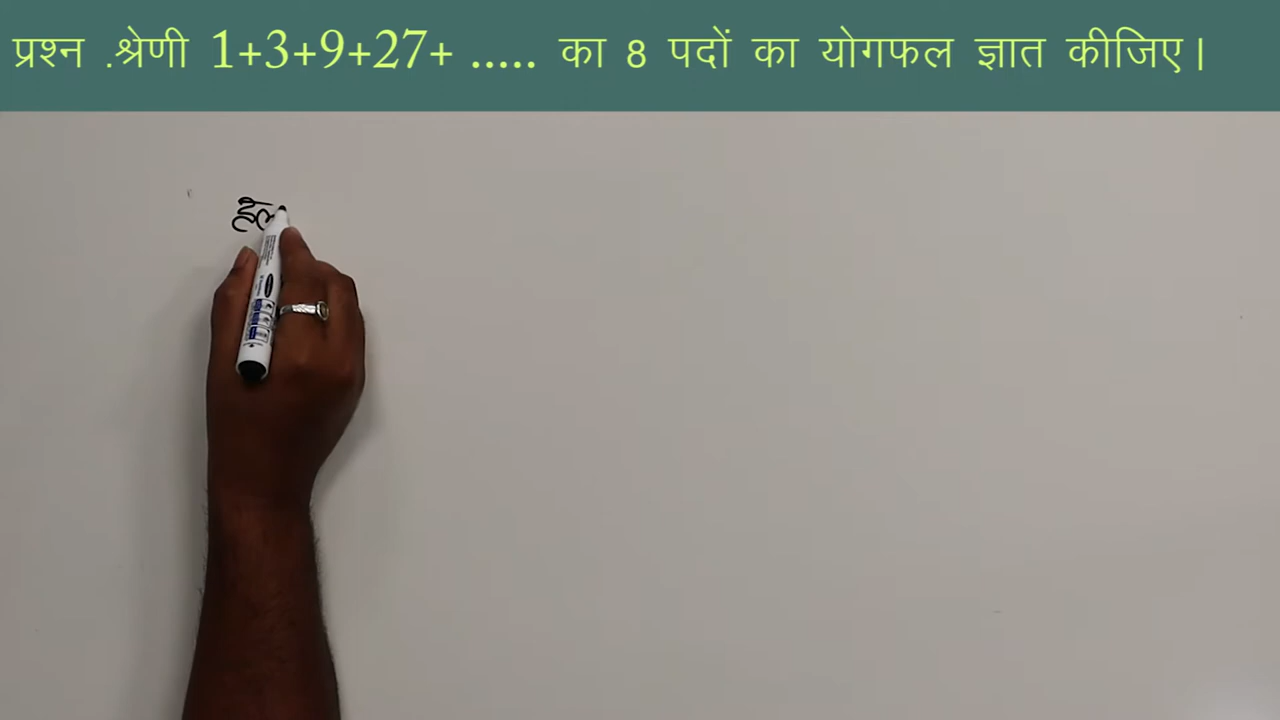 प्रश्न .श्रेणी 1+3+9+27+ ..... का 8 पदों का योगफल ज्ञात कीजिए।